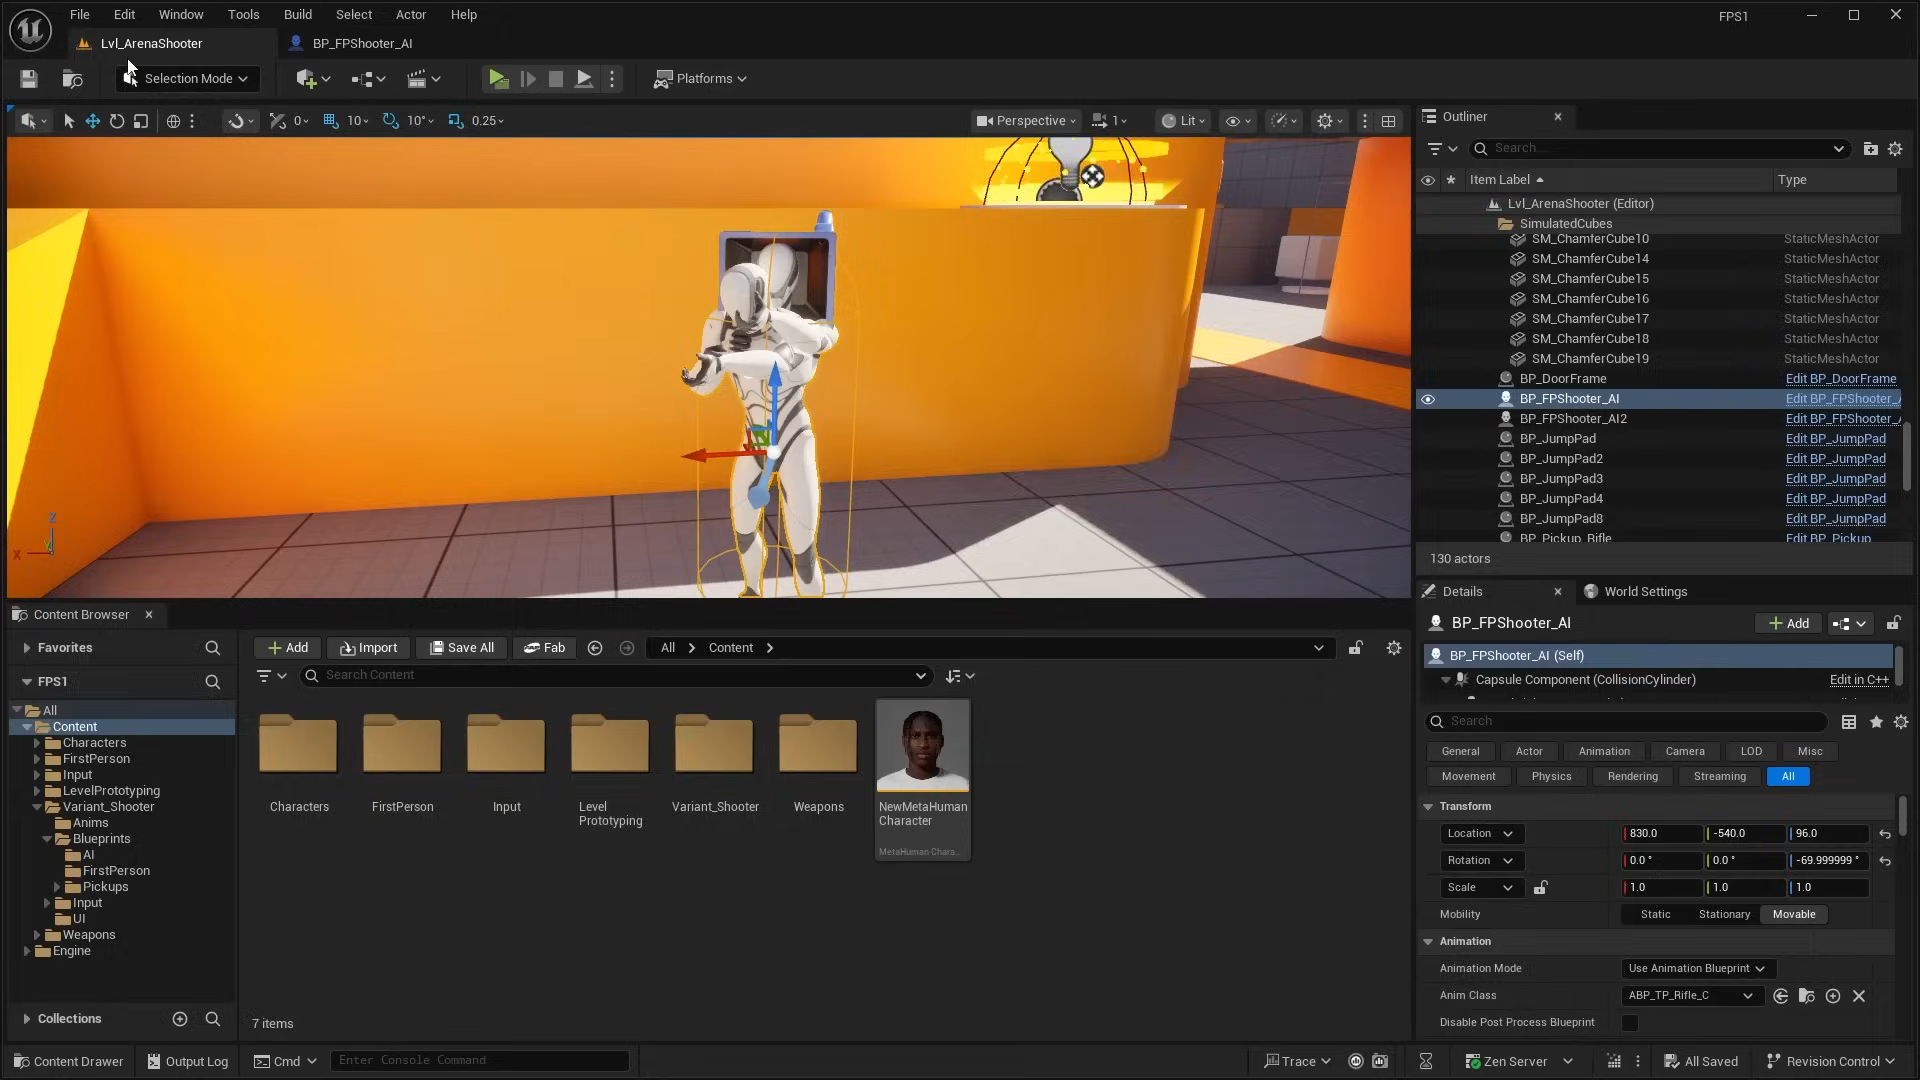 File Edit Window Tools Build Select Actor Help FPS1
Lvl_ArenaShooter BP_FPShooter_AI
Selection Mode Platforms
0 10 10° 0.25 Perspective 1 Lit
Outliner
Search...
Item Label Type
Lvl_ArenaShooter (Editor)
SimulatedCubes
SM_ChamferCube10 StaticMeshActor
SM_ChamferCube14 StaticMeshActor
SM_ChamferCube15 StaticMeshActor
SM_ChamferCube16 StaticMeshActor
SM_ChamferCube17 StaticMeshActor
SM_ChamferCube18 StaticMeshActor
SM_ChamferCube19 StaticMeshActor
BP_DoorFrame Edit BP_DoorFrame
BP_FPShooter_AI Edit BP_FPShooter_
BP_FPShooter_AI2 Edit BP_FPShooter_
BP_JumpPad Edit BP_JumpPad
BP_JumpPad2 Edit BP_JumpPad
BP_JumpPad3 Edit BP_JumpPad
BP_JumpPad4 Edit BP_JumpPad
BP_JumpPad8 Edit BP_JumpPad
BP_Pickup_Rifle Edit BP_Pickup
130 actors
Z
X
Content Browser
Favorites
FPS1
All
Content
Characters
FirstPerson
Input
LevelPrototyping
Variant_Shooter
Anims
Blueprints
AI
FirstPerson
Pickups
Input
UI
Weapons
Engine
Collections
Add Import Save All Fab All Content
Search Content
Characters
FirstPerson
Input
Level
Prototyping
Variant_Shooter
Weapons
NewMetaHuman
Character
MetaHuman Chara...
7 items
Details World Settings
BP_FPShooter_AI Add
BP_FPShooter_AI (Self)
Capsule Component (CollisionCylinder) Edit in C++
Search
General Actor Animation Camera LOD Misc
Movement Physics Rendering Streaming All
Transform
Location 830.0 -540.0 96.0
Rotation 0.0 ° 0.0 ° -69.999999 °
Scale 1.0 1.0 1.0
Mobility Static Stationary Movable
Animation
Animation Mode Use Animation Blueprint
Anim Class ABP_TP_Rifle_C
Disable Post Process Blueprint
Content Drawer Output Log Cmd Enter Console Command Trace Zen Server All Saved Revision Control